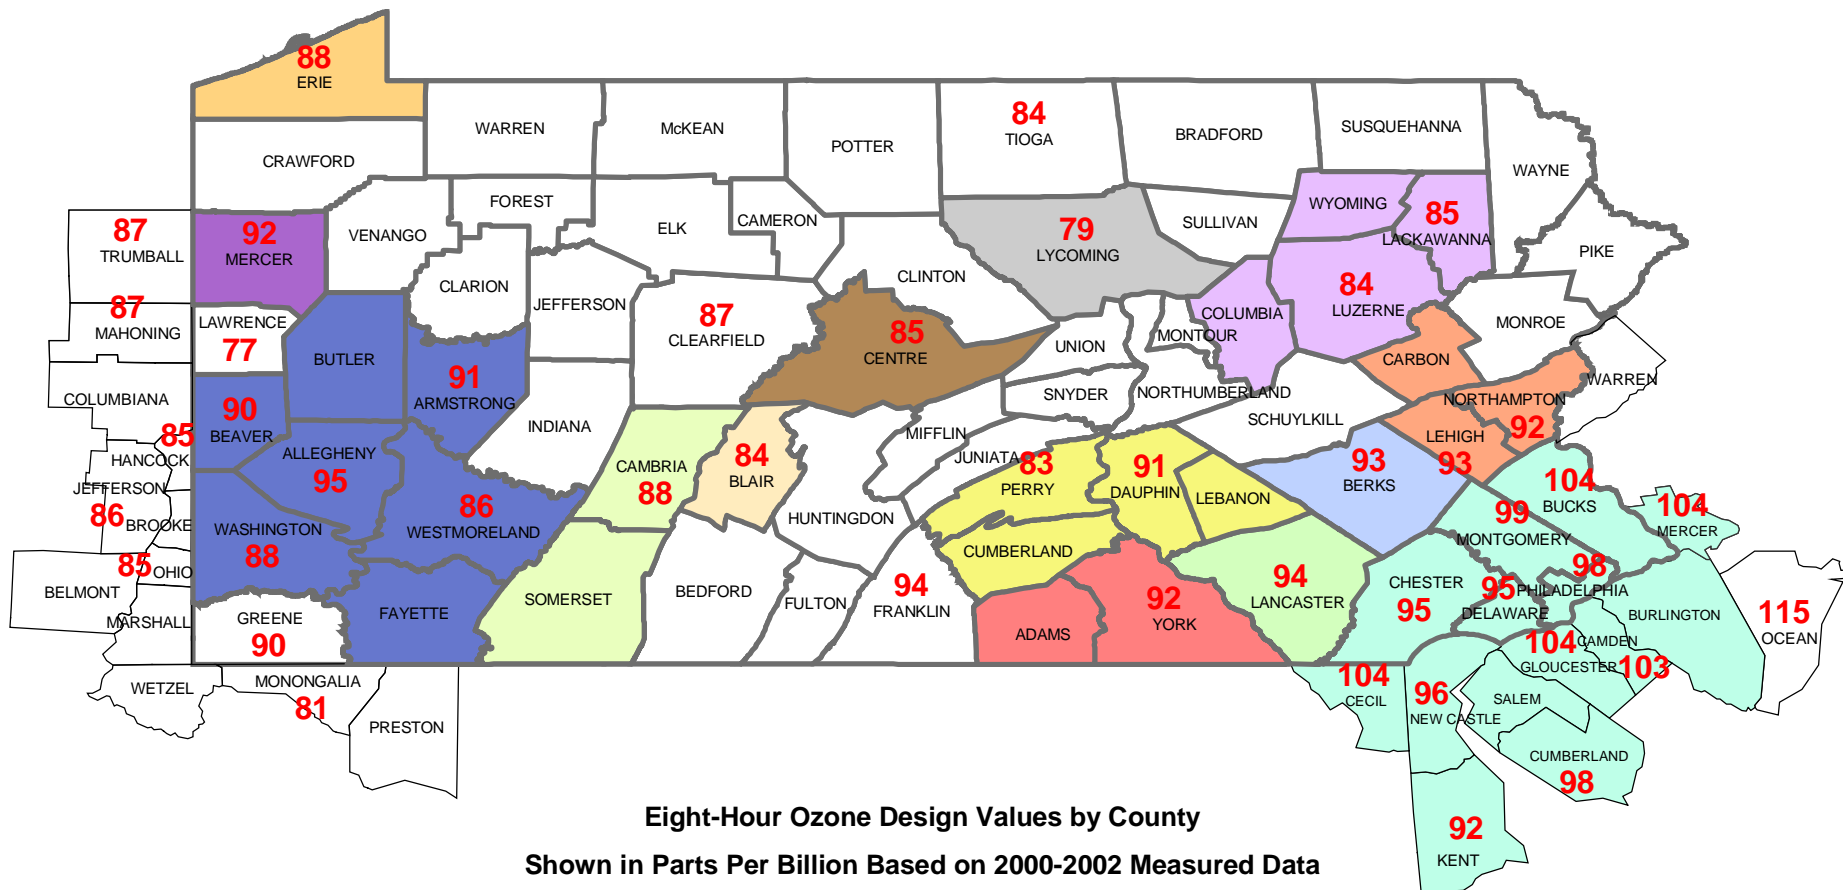 88
ERIE
WARREN
McKEAN
POTTER
84
TIOGA
BRADFORD
SUSQUEHANNA
CRAWFORD
WAYNE
FOREST
CAMERON
ELK
VENANGO
87
TRUMBALL
92
MERCER
CLARION
JEFFERSON
CLINTON
79
LYCOMING
SULLIVAN
WYOMING
85
LACKAWANNA
PIKE
87
MAHONING
LAWRENCE
77
BUTLER
87
CLEARFIELD
85
CENTRE
UNION
MONTOUR
COLUMBIA
84
LUZERNE
MONROE
CARBON
COLUMBIANA
90
BEAVER
91
ARMSTRONG
INDIANA
SNYDER
NORTHUMBERLAND
SCHUYLKILL
NORTHAMPTON
92
WARREN
85
HANCOCK
ALLEGHENY
95
CAMBRIA
88
84
BLAIR
MIFFLIN
JUNIATA
83
PERRY
91
DAUPHIN
LEBANON
93
BERKS
LEHIGH
93
JEFFERSON
86
BROOKE
WASHINGTON
88
86
WESTMORELAND
HUNTINGDON
104
BUCKS
104
MERCER
99
MONTGOMERY
BELMONT
85
OHIO
MARSHALL
GREENE
90
FAYETTE
SOMERSET
BEDFORD
FULTON
94
FRANKLIN
CUMBERLAND
ADAMS
92
YORK
94
LANCASTER
CHESTER
95
95
DELAWARE
98
PHILADELPHIA
BURLINGTON
115
OCEAN
WETZEL
MONONGALIA
81
PRESTON
104
CECIL
96
NEW CASTLE
104
GLOUCESTER
CAMDEN
103
SALEM
CUMBERLAND
98
92
KENT
Eight-Hour Ozone Design Values by County
Shown in Parts Per Billion Based on 2000-2002 Measured Data